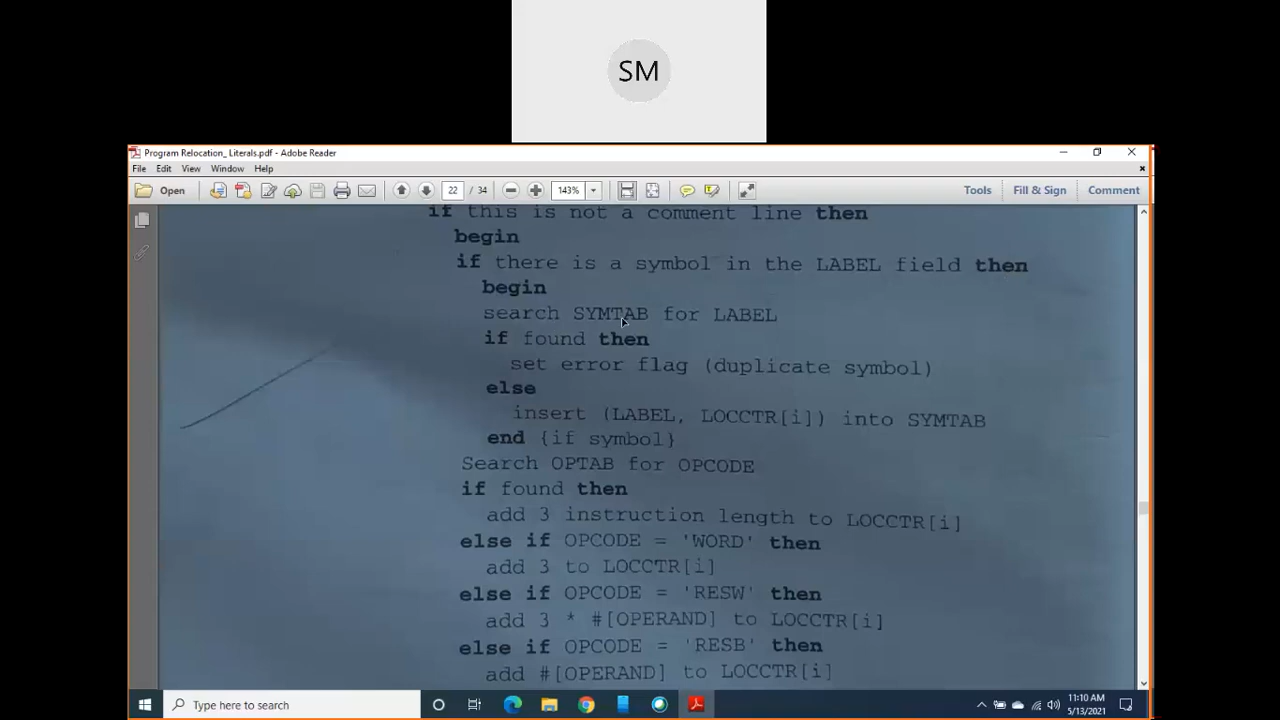 SM
Program Relocation_ Literals.pdf - Adobe Reader
File Edit View Window Help
Open 22 / 34 143% Tools Fill & Sign Comment
if this is not a comment line then
begin
if there is a symbol in the LABEL field then
begin
search SYMTAB for LABEL
if found then
set error flag (duplicate symbol)
else
insert (LABEL, LOCCTR[i]) into SYMTAB
end {if symbol}
Search OPTAB for OPCODE
if found then
add 3 instruction length to LOCCTR[i]
else if OPCODE = 'WORD' then
add 3 to LOCCTR[i]
else if OPCODE = 'RESW' then
add 3 * #[OPERAND] to LOCCTR[i]
else if OPCODE = 'RESB' then
add #[OPERAND] to LOCCTR[i]
Type here to search
11:10 AM
5/13/2021